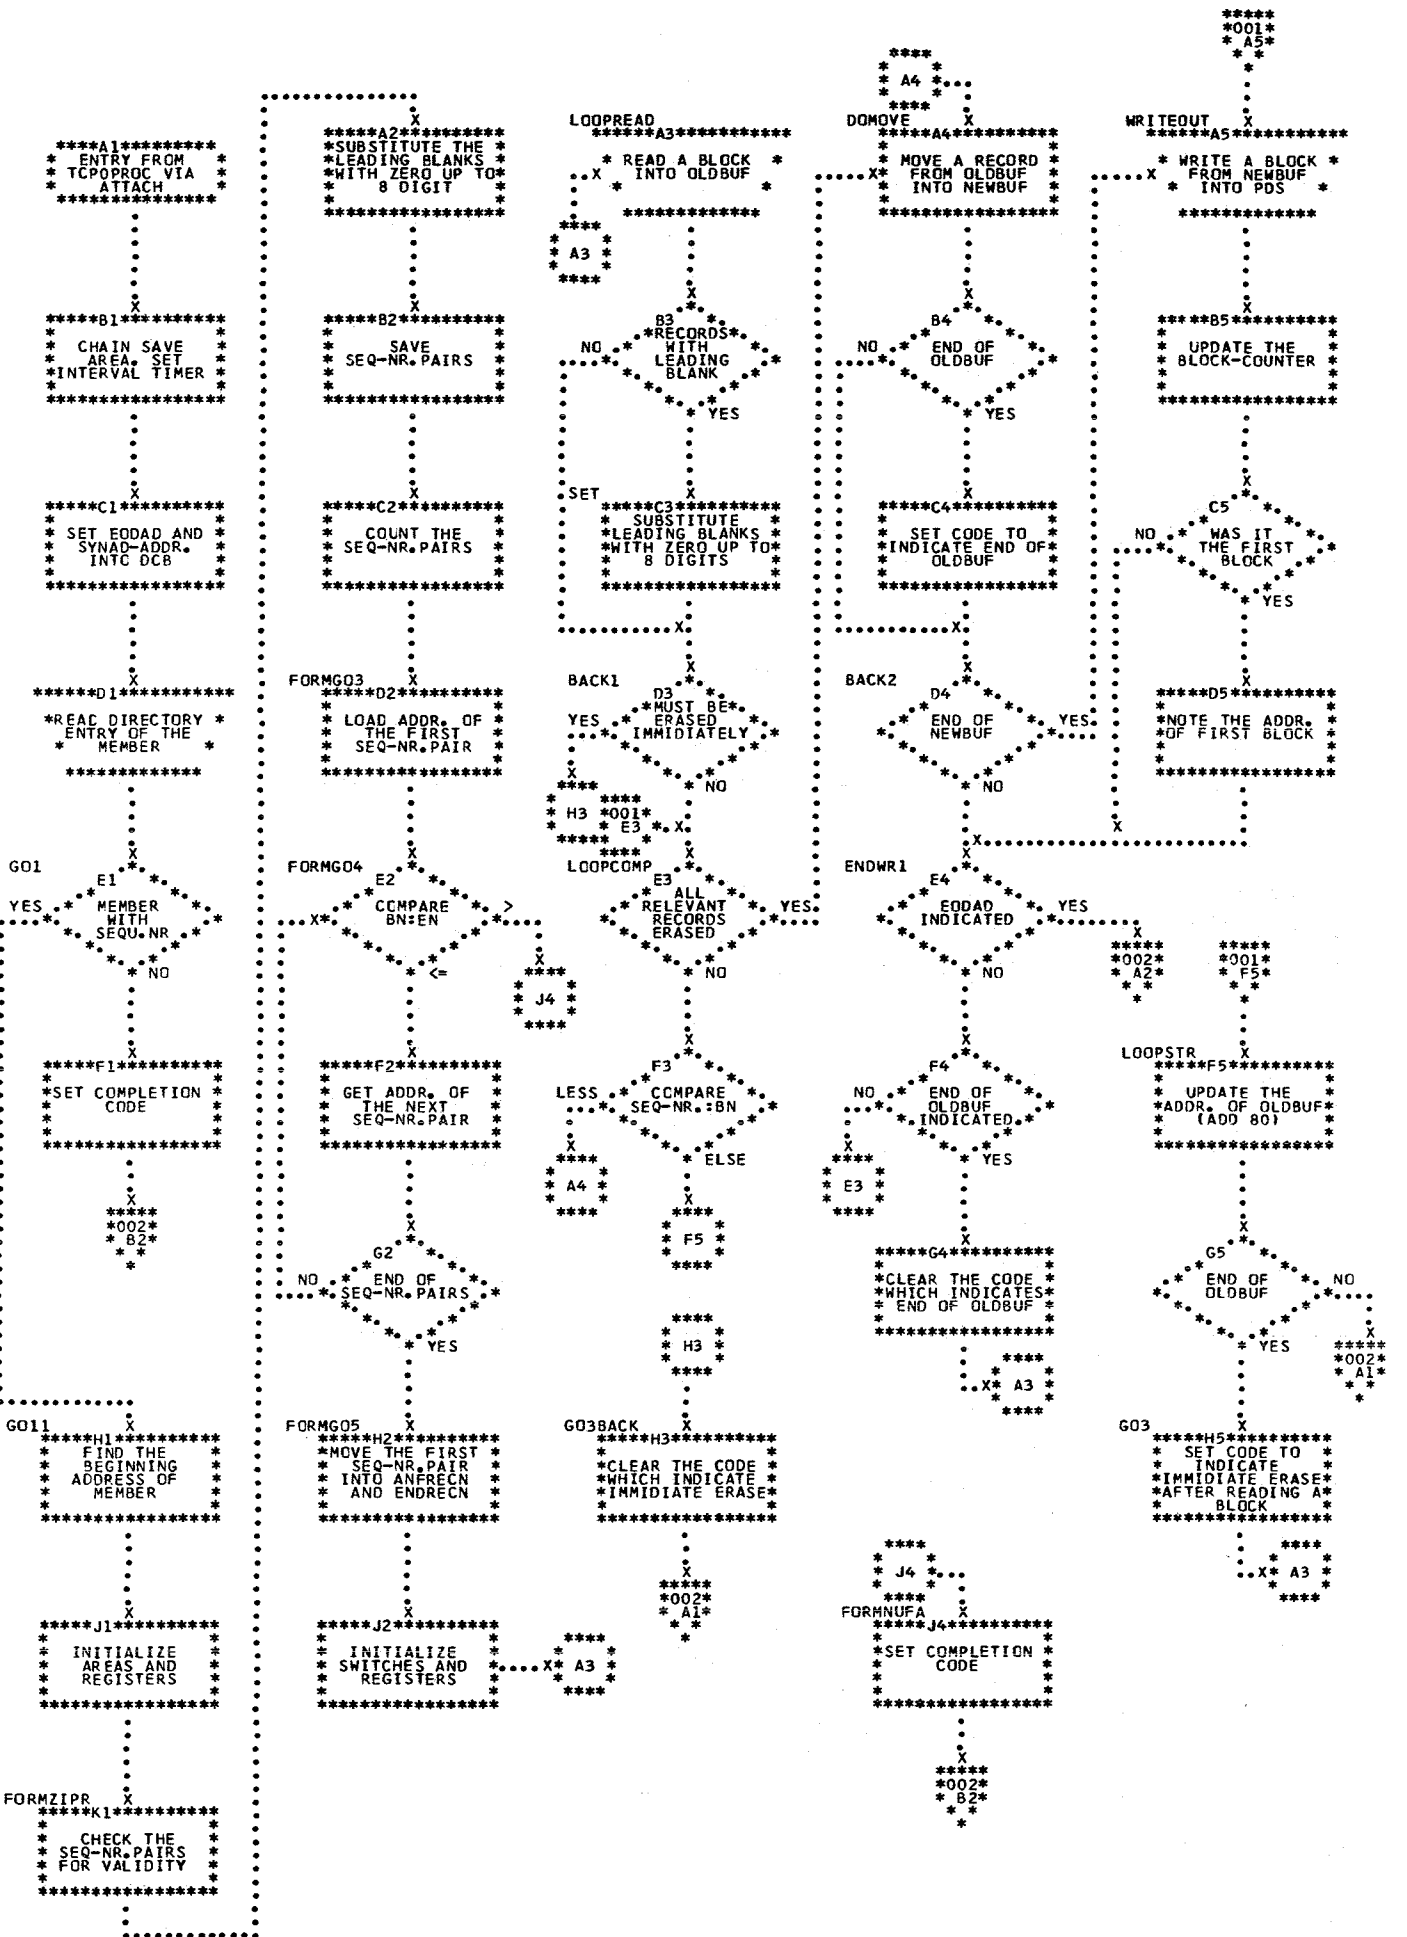 A1
ENTRY FROM
TCPOPROC VIA
ATTACH
B1
CHAIN SAVE
AREA. SET
INTERVAL TIMER
C1
SET EODAD AND
SYNAD-ADDR.
INTC DCB
D1
REAC DIRECTORY
ENTRY OF THE
MEMBER
GO1
E1
YES
MEMBER
WITH
SEQU.NR
NO
F1
SET COMPLETION
CODE
002
B2
GO11
H1
FIND THE
BEGINNING
ADDRESS OF
MEMBER
J1
INITIALIZE
AREAS AND
REGISTERS
FORMZIPR
K1
CHECK THE
SEQ-NR.PAIRS
FOR VALIDITY
A2
SUBSTITUTE THE
LEADING BLANKS
WITH ZERO UP TO
8 DIGIT
B2
SAVE
SEQ-NR.PAIRS
C2
COUNT THE
SEQ-NR.PAIRS
FORMGO3
D2
LOAD ADDR. OF
THE FIRST
SEQ-NR.PAIR
FORMGO4
E2
COMPARE
BN:EN
>
<=
J4
F2
GET ADDR. OF
THE NEXT
SEQ-NR.PAIR
G2
NO
END OF
SEQ-NR.PAIRS
YES
FORMGO5
H2
MOVE THE FIRST
SEQ-NR.PAIR
INTO ANFRECN
AND ENDRECN
J2
INITIALIZE
SWITCHES AND
REGISTERS
A3
LOOPREAD
A3
READ A BLOCK
INTO OLDBUF
A3
B3
RECORDS
NO
WITH
LEADING
BLANK
YES
SET
C3
SUBSTITUTE
LEADING BLANKS
WITH ZERO UP TO
8 DIGITS
BACK1
D3
MUST BE
YES
ERASED
IMMIDIATELY
NO
H3
001
E3
LOOPCOMP
E3
ALL
RELEVANT
YES
RECORDS
ERASED
NO
F3
LESS
CCMPARE
SEQ-NR.:BN
ELSE
A4
F5
H3
GO3BACK
H3
CLEAR THE CODE
WHICH INDICATE
IMMIDIATE ERASE
002
A1
A4
DOMOVE
A4
MOVE A RECORD
FROM OLDBUF
INTO NEWBUF
B4
NO
END OF
OLDBUF
YES
C4
SET CODE TO
INDICATE END OF
OLDBUF
BACK2
D4
END OF
NEWBUF
YES
NO
ENDWR1
E4
EODAD
INDICATED
YES
NO
002
A2
F4
NO
END OF
OLDBUF
INDICATED
YES
E3
G4
CLEAR THE CODE
WHICH INDICATES
END OF OLDBUF
A3
J4
FORMNUFA
J4
SET COMPLETION
CODE
002
B2
001
A5
WRITEOUT
A5
WRITE A BLOCK
FROM NEWBUF
INTO PDS
B5
UPDATE THE
BLOCK-COUNTER
C5
NO
WAS IT
THE FIRST
BLOCK
YES
D5
NOTE THE ADDR.
OF FIRST BLOCK
001
F5
LOOPSTR
F5
UPDATE THE
ADDR. OF OLDBUF
(ADD 80)
G5
END OF
OLDBUF
NO
YES
002
A1
GO3
H5
SET CODE TO
INDICATE
IMMIDIATE ERASE
AFTER READING A
BLOCK
A3